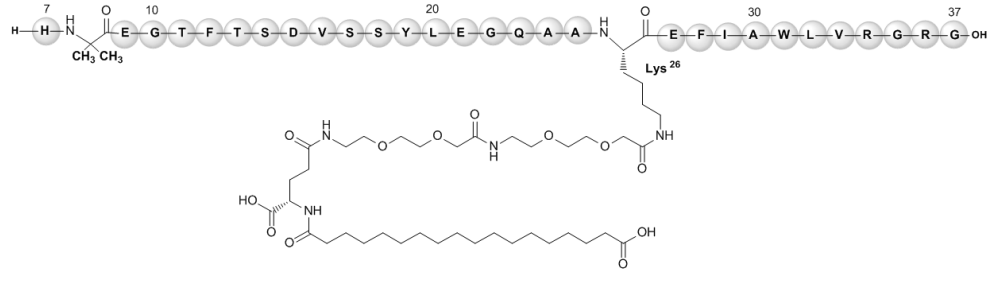 7 10 20 30 37
H H N H O E G T F T S D V S S Y L E G Q A A N H O E F I A W L V R G R G OH
CH3 CH3
Lys 26
O N H O O O N H O O O NH
HO O NH
O OH
O